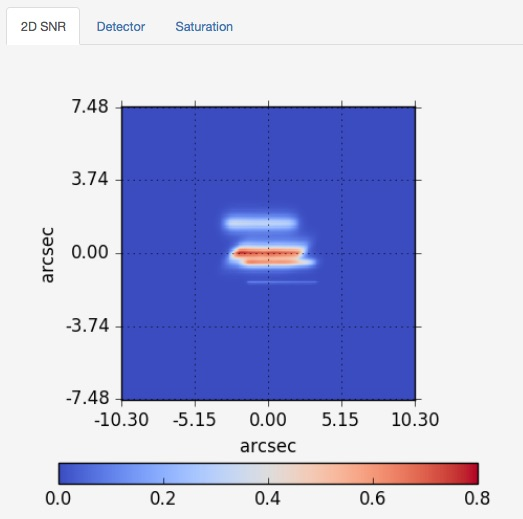 2D SNR Detector Saturation
7.48
3.74
0.00
-3.74
-7.48
arcsec
-10.30 -5.15 0.00 5.15 10.30
arcsec
0.0 0.2 0.4 0.6 0.8